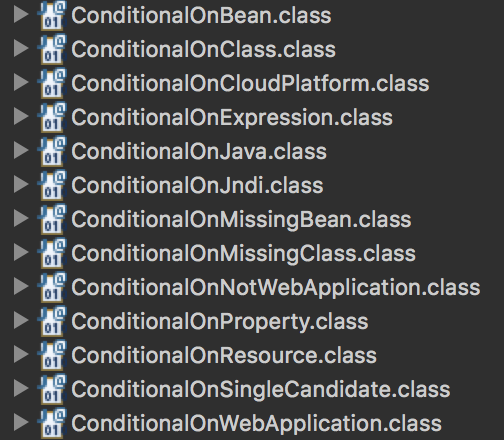 ConditionalOnBean.class
ConditionalOnClass.class
ConditionalOnCloudPlatform.class
ConditionalOnExpression.class
ConditionalOnJava.class
ConditionalOnJndi.class
ConditionalOnMissingBean.class
ConditionalOnMissingClass.class
ConditionalOnNotWebApplication.class
ConditionalOnProperty.class
ConditionalOnResource.class
ConditionalOnSingleCandidate.class
ConditionalOnWebApplication.class